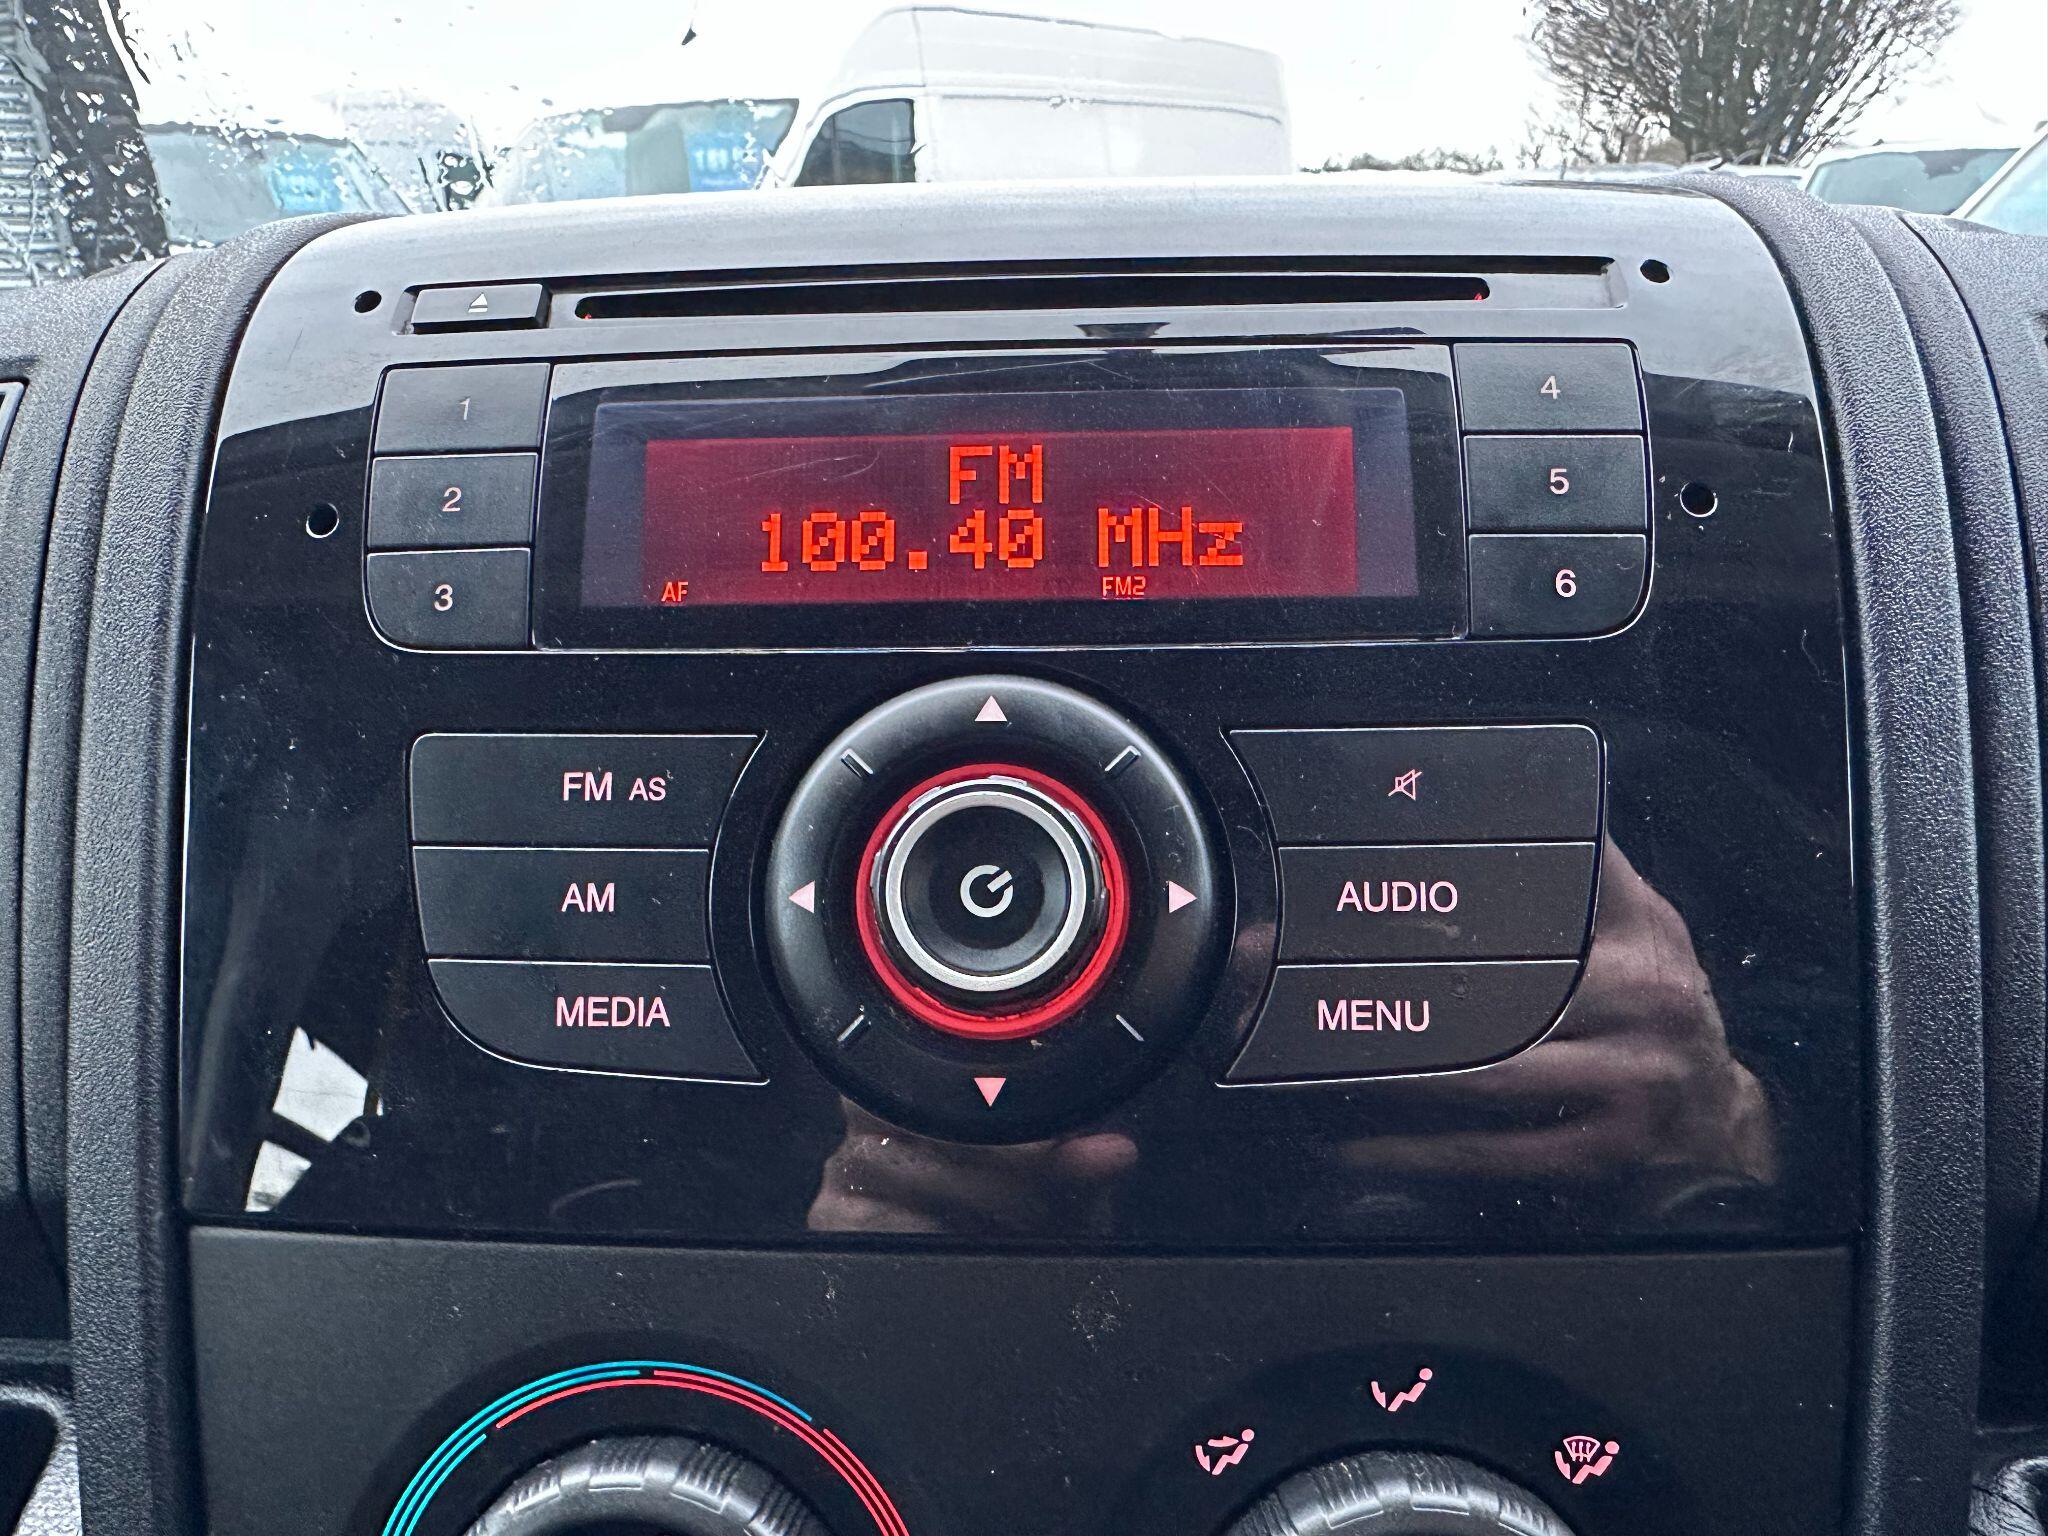 1
2
3
4
5
6
FM
100.40 MHz
AF FM2
FM AS
AM
MEDIA
AUDIO
MENU